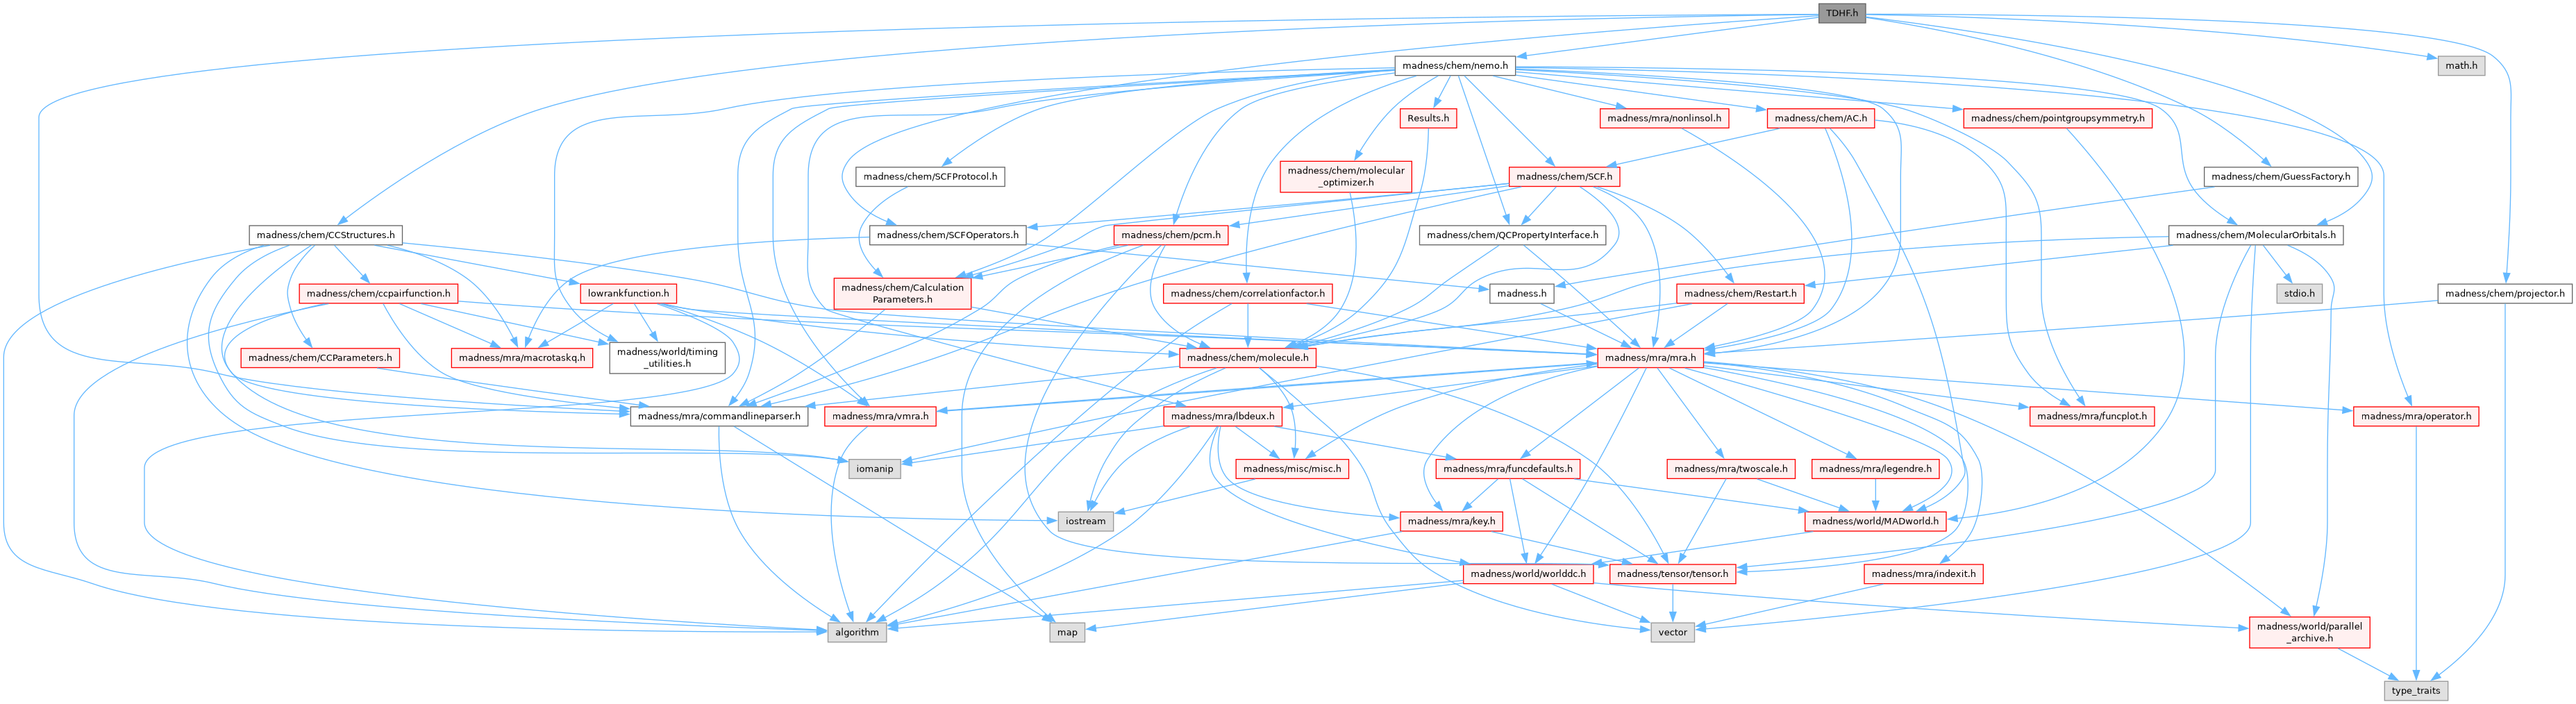 TDHF.h
madness/chem/nemo.h
math.h
Results.h
madness/mra/nonlinsol.h
madness/chem/AC.h
madness/chem/pointgroupsymmetry.h
madness/chem/SCFProtocol.h
madness/chem/molecular
_optimizer.h
madness/chem/SCF.h
madness/chem/GuessFactory.h
madness/chem/CCStructures.h
madness/chem/SCFOperators.h
madness/chem/pcm.h
madness/chem/QCPropertyInterface.h
madness/chem/MolecularOrbitals.h
madness/chem/ccpairfunction.h
lowrankfunction.h
madness/chem/Calculation
Parameters.h
madness/chem/correlationfactor.h
madness.h
madness/chem/Restart.h
stdio.h
madness/chem/projector.h
madness/chem/CCParameters.h
madness/mra/macrotaskq.h
madness/world/timing
_utilities.h
madness/chem/molecule.h
madness/mra/mra.h
madness/mra/commandlineparser.h
madness/mra/vmra.h
madness/mra/lbdeux.h
madness/mra/funcplot.h
madness/mra/operator.h
iomanip
madness/misc/misc.h
madness/mra/funcdefaults.h
madness/mra/twoscale.h
madness/mra/legendre.h
iostream
madness/mra/key.h
madness/world/MADworld.h
madness/world/worlddc.h
madness/tensor/tensor.h
madness/mra/indexit.h
algorithm
map
vector
madness/world/parallel
_archive.h
type_traits